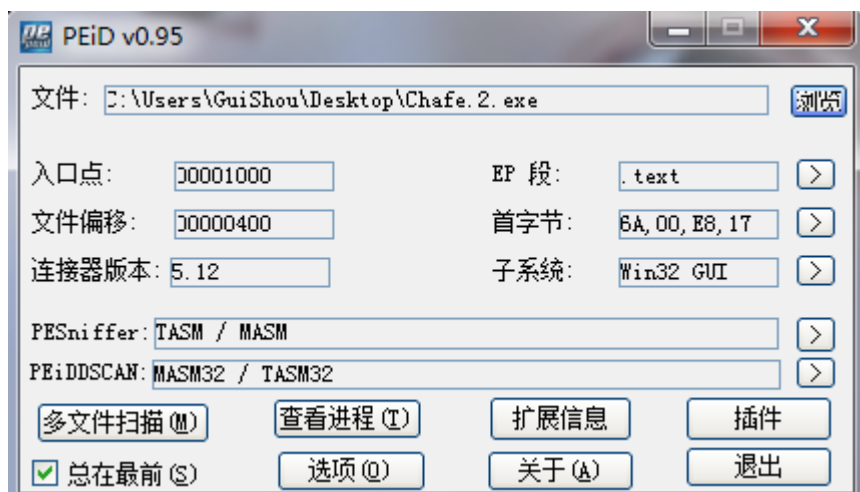 PEiD v0.95
文件: C:\Users\GuiShou\Desktop\Chafe.2.exe 浏览
入口点: 00001000 EP 段: .text >
文件偏移: 00000400 首字节: 6A,00,E8,17 >
连接器版本: 5.12 子系统: Win32 GUI >
PESniffer: TASM / MASM >
PEiDDSCAN: MASM32 / TASM32 >
多文件扫描(M) 查看进程(T) 扩展信息 插件
总在最前(S) 选项(O) 关于(A) 退出